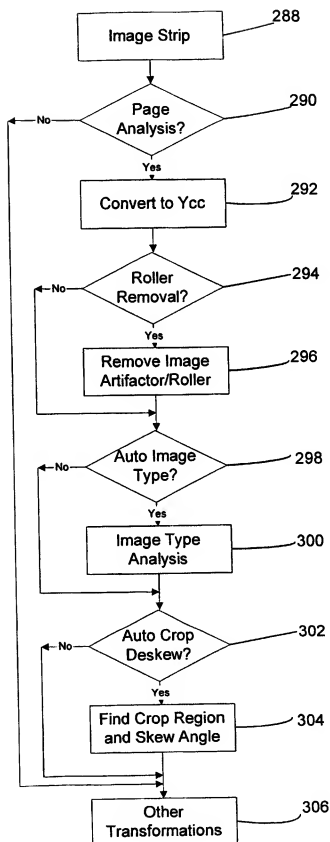 Image Strip
288
Page
Analysis?
290
No
Yes
Convert to Ycc
292
Roller
Removal?
294
No
Yes
Remove Image
Artifactor/Roller
296
Auto Image
Type?
298
No
Yes
Image Type
Analysis
300
Auto Crop
Deskew?
302
No
Yes
Find Crop Region
and Skew Angle
304
Other
Transformations
306